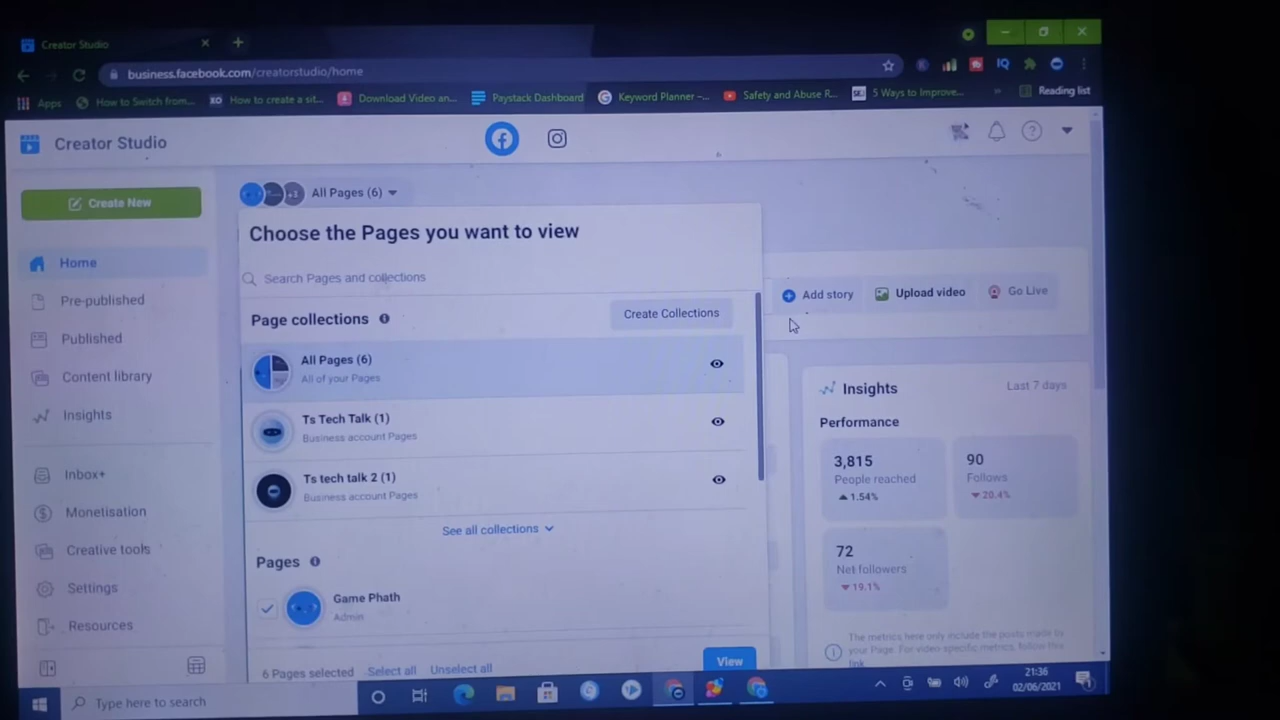 Creator Studio
business.facebook.com/creatorstudio/home
Apps
How to Switch from...
XO
How to create a sit...
Download Video an...
Paystack Dashboard
Keyword Planner –...
Safety and Abuse R...
5 Ways to Improve...
Reading list
IQ
Creator Studio
Create New
Home
Pre-published
Published
Content library
Insights
Inbox+
Monetisation
Creative tools
Settings
Resources
+3
All Pages (6)
Choose the Pages you want to view
Search Pages and collections
Page collections
Create Collections
All Pages (6)
All of your Pages
Ts Tech Talk (1)
Business account Pages
Ts tech talk 2 (1)
Business account Pages
See all collections
Pages
Game Phath
Admin
6 Pages selected
Select all
Unselect all
View
Add story
Upload video
Go Live
Insights
Last 7 days
Performance
3,815
People reached
1.54%
90
Follows
20.4%
72
Net followers
19.1%
The metrics here only include the posts made by
your Page. For video-specific metrics, follow this
link
Type here to search
21:36
02/06/2021